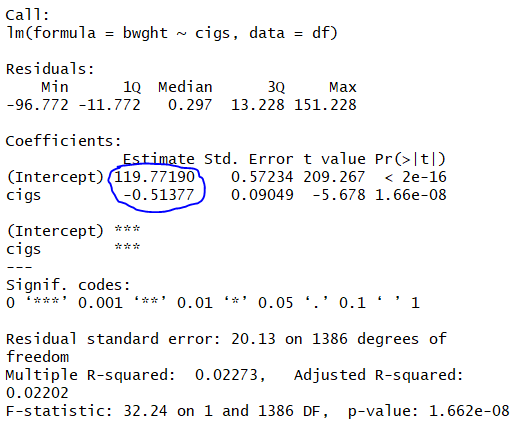 Call:
lm(formula = bwght ~ cigs, data = df)
Residuals:
Min 1Q Median 3Q Max
-96.772 -11.772 0.297 13.228 151.228
Coefficients:
Estimate Std. Error t value Pr(>|t|)
(Intercept) 119.77190 0.57234 209.267 < 2e-16
cigs -0.51377 0.09049 -5.678 1.66e-08
(Intercept) ***
cigs ***
---
Signif. codes:
0 ‘***’ 0.001 ‘**’ 0.01 ‘*’ 0.05 ‘.’ 0.1 ‘ ’ 1
Residual standard error: 20.13 on 1386 degrees of
freedom
Multiple R-squared: 0.02273, Adjusted R-squared:
0.02202
F-statistic: 32.24 on 1 and 1386 DF, p-value: 1.662e-08